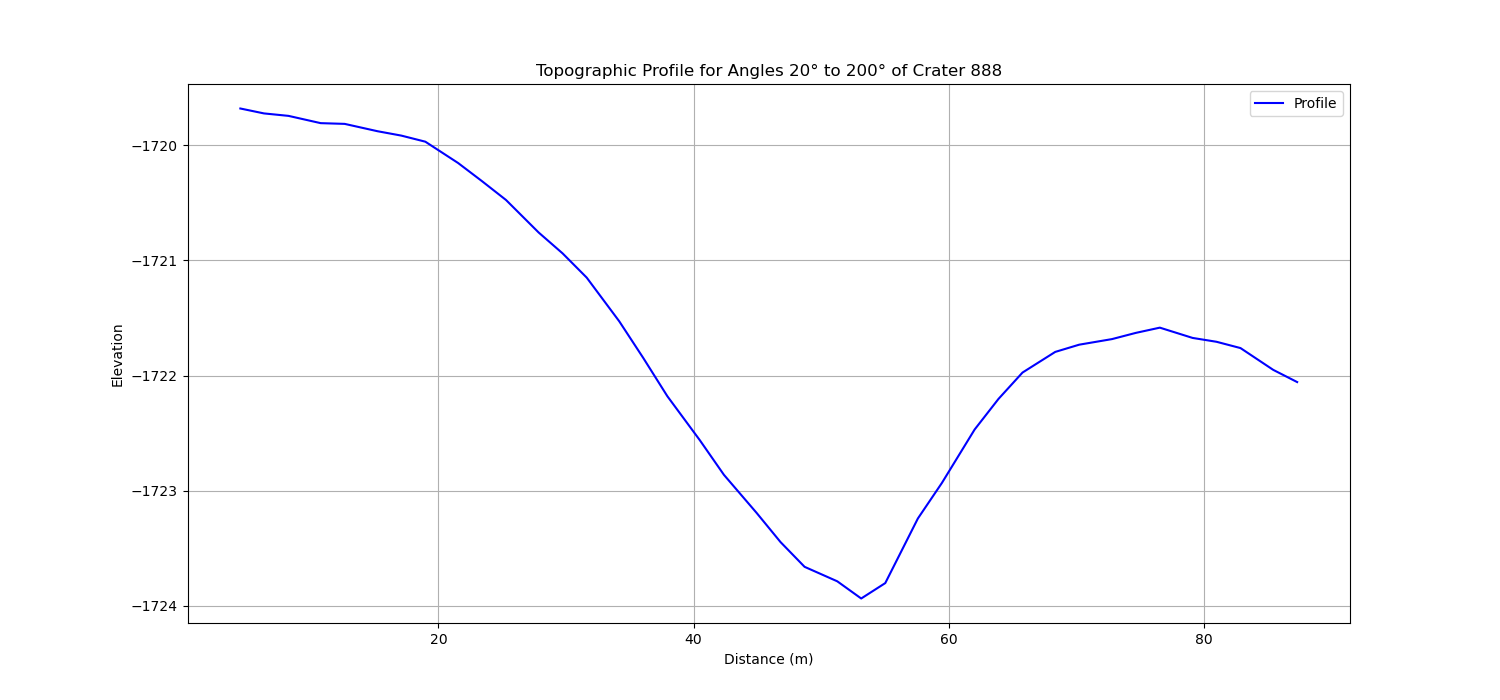 Topographic Profile for Angles 20° to 200° of Crater 888
Profile
−1720
−1721
−1722
−1723
−1724
Elevation
20
40
60
80
Distance (m)